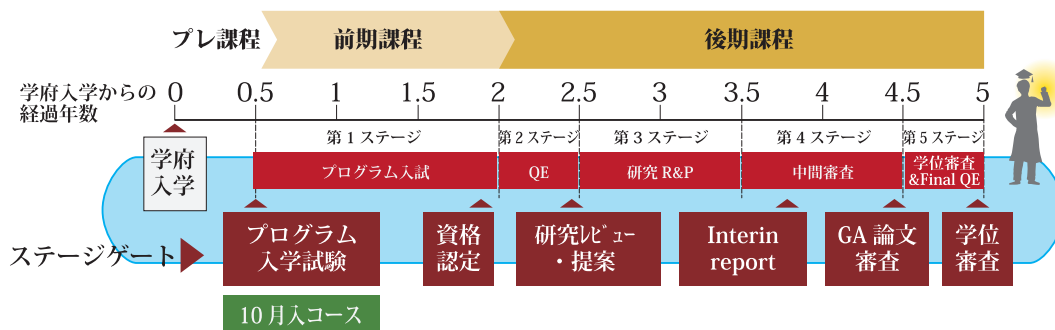 プレ課程
前期課程
後期課程
学府入学からの
経過年数
0
0.5
1
1.5
2
2.5
3
3.5
4
4.5
5
第1ステージ
第2ステージ
第3ステージ
第4ステージ
第5ステージ
学府
入学
プログラム入試
QE
研究 R&P
中間審査
学位審査
&Final QE
ステージゲート
プログラム
入学試験
資格
認定
研究ﾚﾋﾞｭー
・提案
Interin
report
GA 論文
審査
学位
審査
10月入コース